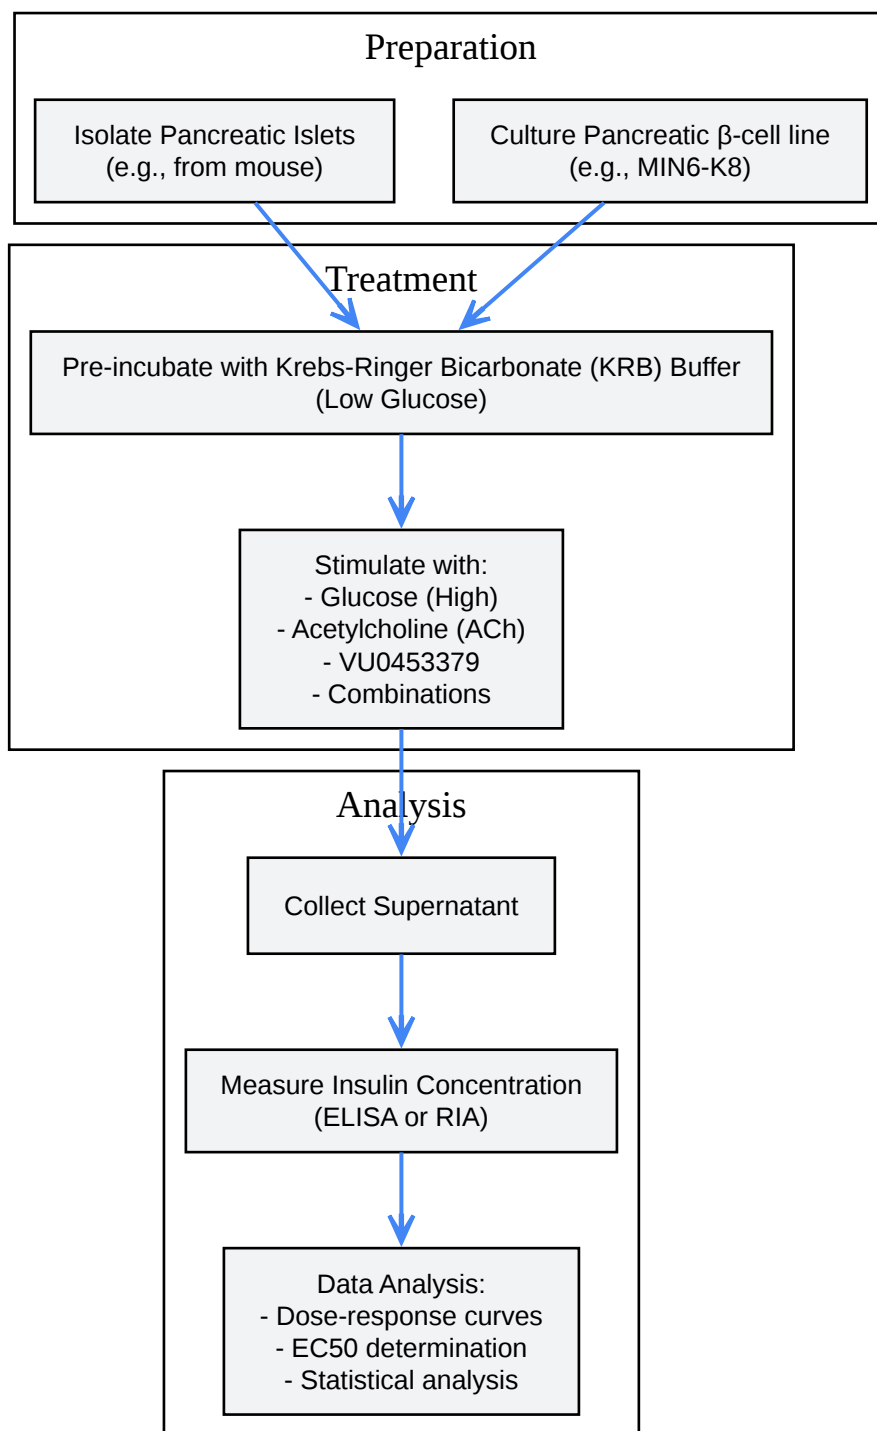 Preparation
Isolate Pancreatic Islets
(e.g., from mouse)
Culture Pancreatic β-cell line
(e.g., MIN6-K8)
Treatment
Pre-incubate with Krebs-Ringer Bicarbonate (KRB) Buffer
(Low Glucose)
Stimulate with:
- Glucose (High)
- Acetylcholine (ACh)
- VU0453379
- Combinations
Analysis
Collect Supernatant
Measure Insulin Concentration
(ELISA or RIA)
Data Analysis:
- Dose-response curves
- EC50 determination
- Statistical analysis